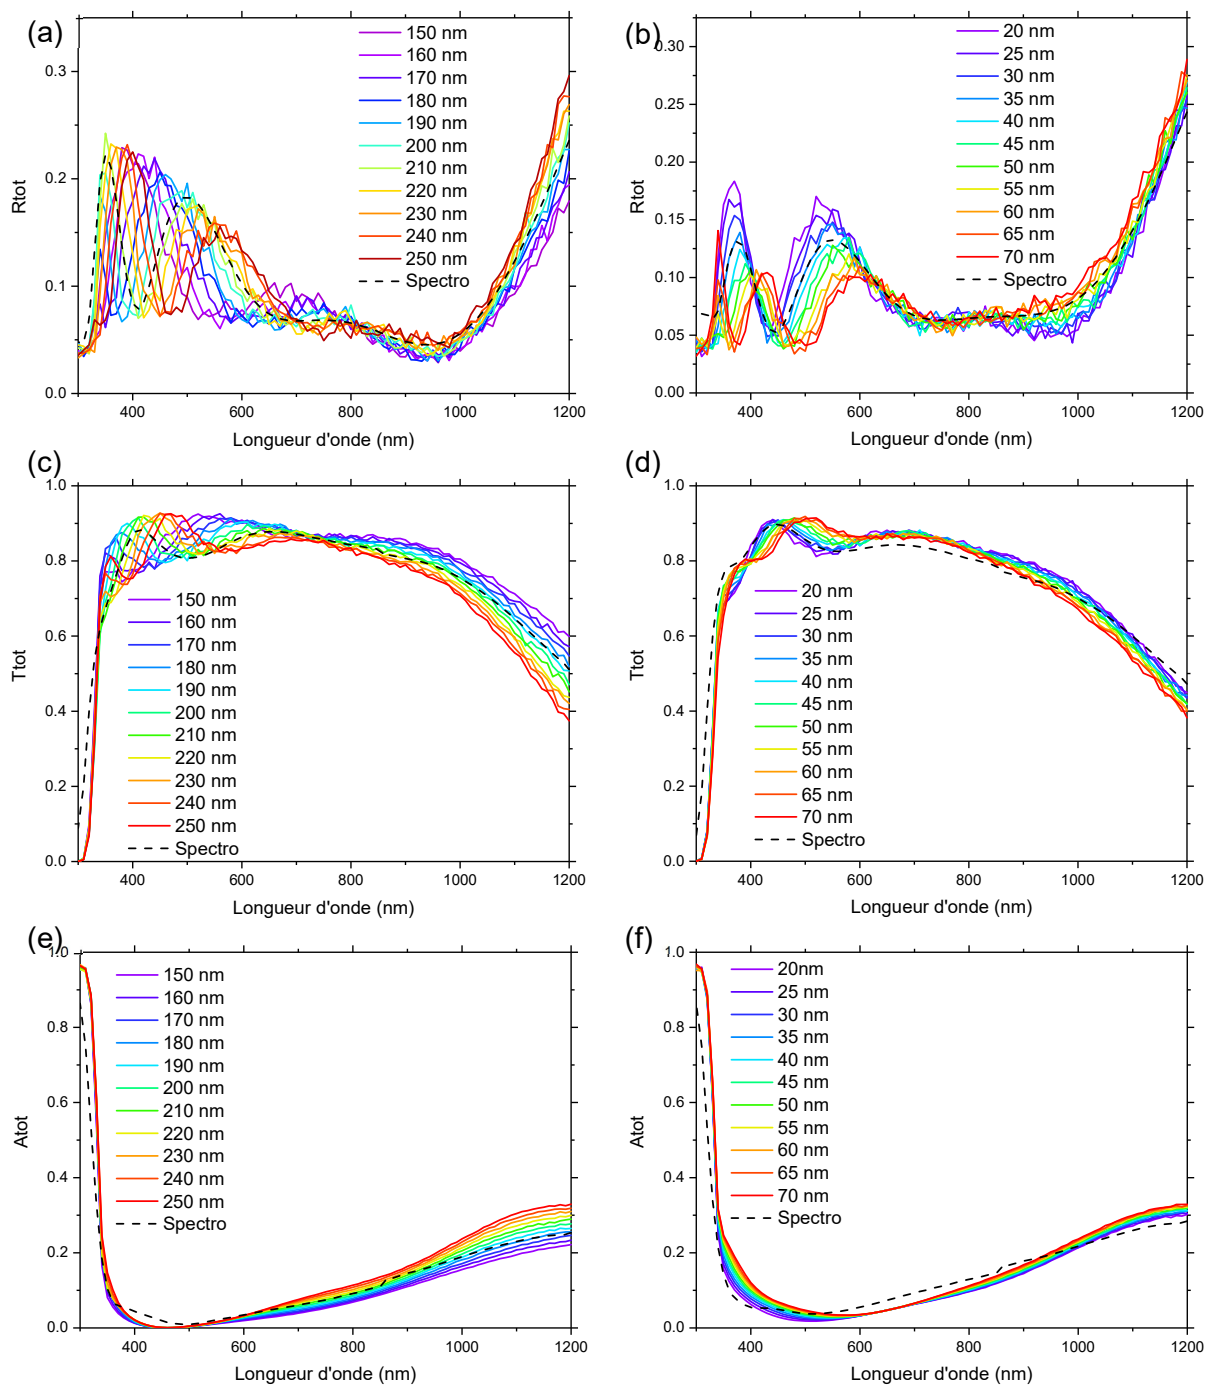 (a)
0.3
0.2
0.1
0.0
Rtot
150 nm
160 nm
170 nm
180 nm
190 nm
200 nm
210 nm
220 nm
230 nm
240 nm
250 nm
Spectro
400 600 800 1000 1200
Longueur d'onde (nm)
(b)
0.30
0.25
0.20
0.15
0.10
0.05
0.00
Rtot
20 nm
25 nm
30 nm
35 nm
40 nm
45 nm
50 nm
55 nm
60 nm
65 nm
70 nm
Spectro
400 600 800 1000 1200
Longueur d'onde (nm)
(c)
1.0
0.8
0.6
0.4
0.2
0.0
Ttot
150 nm
160 nm
170 nm
180 nm
190 nm
200 nm
210 nm
220 nm
230 nm
240 nm
250 nm
Spectro
400 600 800 1000 1200
Longueur d'onde (nm)
(d)
1.0
0.8
0.6
0.4
0.2
0.0
Ttot
20 nm
25 nm
30 nm
35 nm
40 nm
45 nm
50 nm
55 nm
60 nm
65 nm
70 nm
Spectro
400 600 800 1000 1200
Longueur d'onde (nm)
(e)
1.0
0.8
0.6
0.4
0.2
0.0
Atot
150 nm
160 nm
170 nm
180 nm
190 nm
200 nm
210 nm
220 nm
230 nm
240 nm
250 nm
Spectro
400 600 800 1000 1200
Longueur d'onde (nm)
(f)
1.0
0.8
0.6
0.4
0.2
0.0
Atot
20nm
25 nm
30 nm
35 nm
40 nm
45 nm
50 nm
55 nm
60 nm
65 nm
70 nm
Spectro
400 600 800 1000 1200
Longueur d'onde (nm)